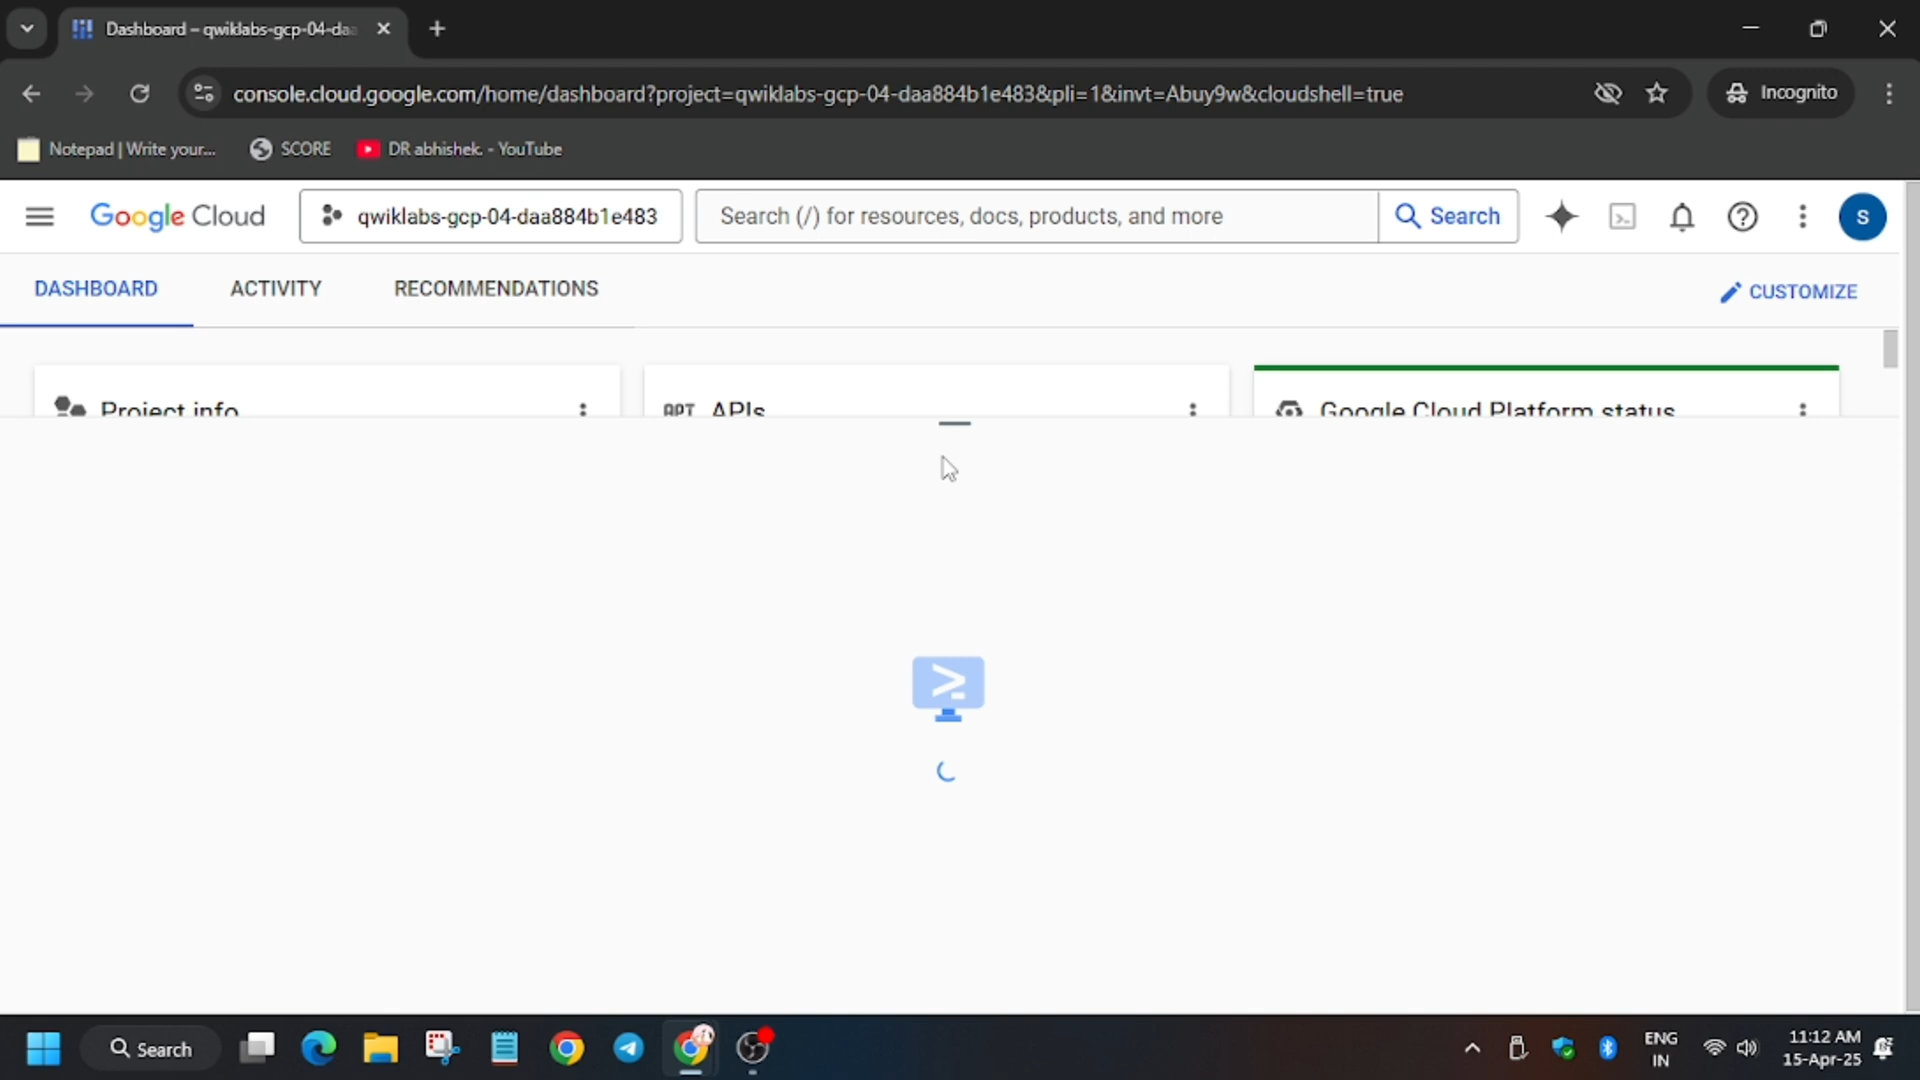 Dashboard – qwiklabs-gcp-04-daa
console.cloud.google.com/home/dashboard?project=qwiklabs-gcp-04-daa884b1e483&pli=1&invt=Abuy9w&cloudshell=true
Incognito
Notepad | Write your...
SCORE
DR abhishek. - YouTube
Google Cloud
qwiklabs-gcp-04-daa884b1e483
Search (/) for resources, docs, products, and more
Search
S
DASHBOARD
ACTIVITY
RECOMMENDATIONS
CUSTOMIZE
Project info
API APIs
Google Cloud Platform status
Search
ENG
IN
11:12 AM
15-Apr-25